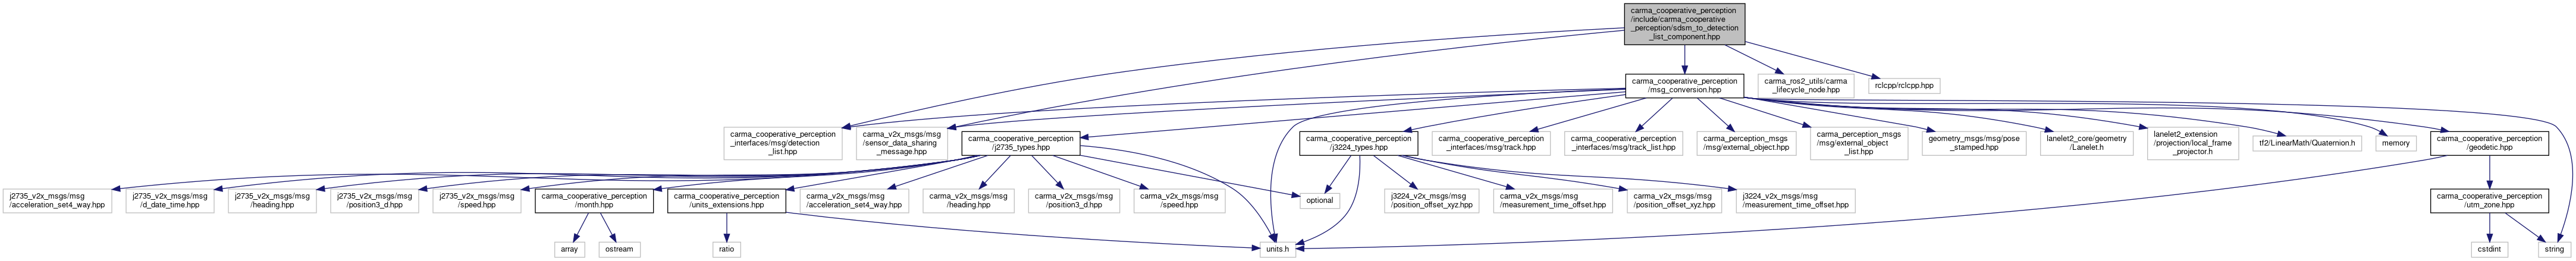 carma_cooperative_perception
/include/carma_cooperative
_perception/sdsm_to_detection
_list_component.hpp
carma_cooperative_perception
/msg_conversion.hpp
carma_ros2_utils/carma
_lifecycle_node.hpp
rclcpp/rclcpp.hpp
carma_cooperative_perception
_interfaces/msg/detection
_list.hpp
carma_v2x_msgs/msg
/sensor_data_sharing
_message.hpp
carma_cooperative_perception
/j2735_types.hpp
carma_cooperative_perception
/j3224_types.hpp
carma_cooperative_perception
_interfaces/msg/track.hpp
carma_cooperative_perception
_interfaces/msg/track_list.hpp
carma_perception_msgs
/msg/external_object.hpp
carma_perception_msgs
/msg/external_object
_list.hpp
geometry_msgs/msg/pose
_stamped.hpp
lanelet2_core/geometry
/Lanelet.h
lanelet2_extension
/projection/local_frame
_projector.h
tf2/LinearMath/Quaternion.h
memory
carma_cooperative_perception
/geodetic.hpp
j2735_v2x_msgs/msg
/acceleration_set4_way.hpp
j2735_v2x_msgs/msg
/d_date_time.hpp
j2735_v2x_msgs/msg
/heading.hpp
j2735_v2x_msgs/msg
/position3_d.hpp
j2735_v2x_msgs/msg
/speed.hpp
carma_cooperative_perception
/month.hpp
carma_cooperative_perception
/units_extensions.hpp
carma_v2x_msgs/msg
/acceleration_set4_way.hpp
carma_v2x_msgs/msg
/heading.hpp
carma_v2x_msgs/msg
/position3_d.hpp
carma_v2x_msgs/msg
/speed.hpp
optional
j3224_v2x_msgs/msg
/position_offset_xyz.hpp
carma_v2x_msgs/msg
/measurement_time_offset.hpp
carma_v2x_msgs/msg
/position_offset_xyz.hpp
j3224_v2x_msgs/msg
/measurement_time_offset.hpp
carma_cooperative_perception
/utm_zone.hpp
array
ostream
ratio
units.h
cstdint
string